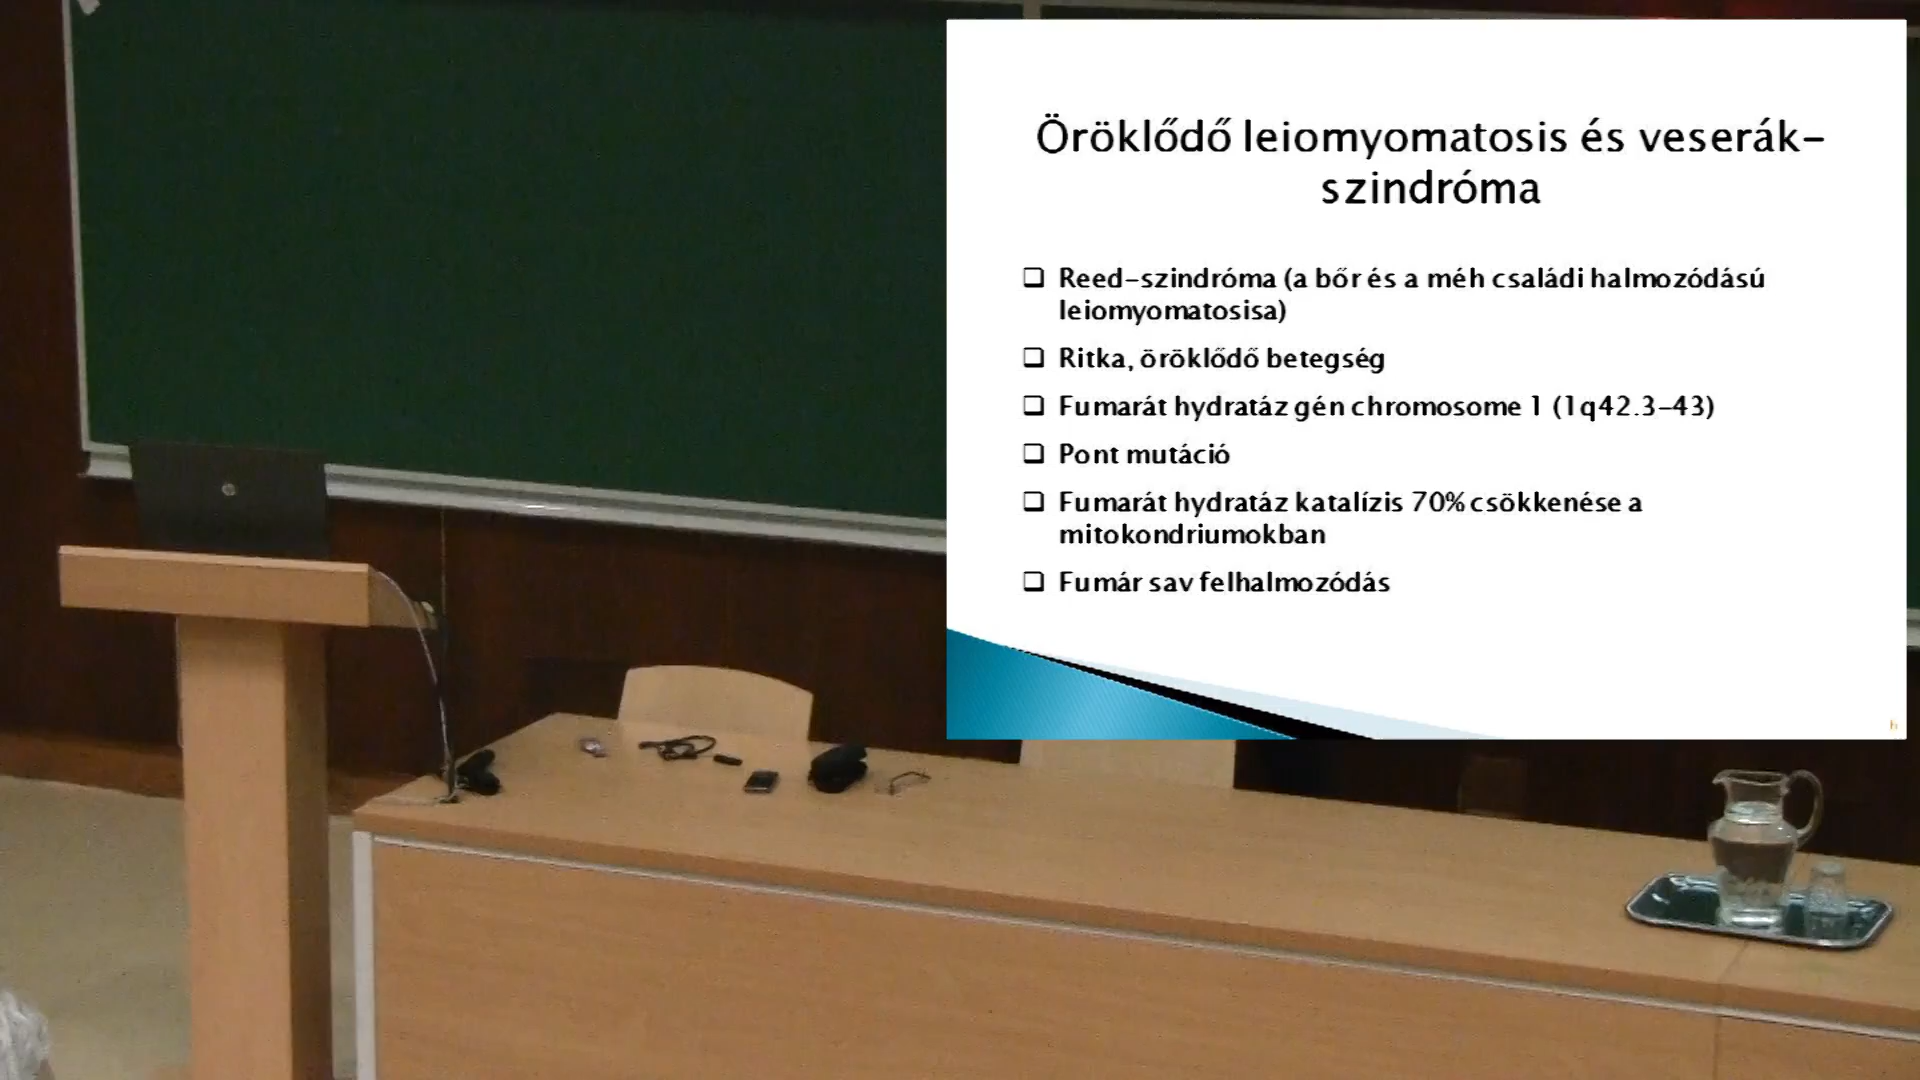 Öröklődő leiomyomatosis és veserák-
szindróma
Reed-szindróma (a bőr és a méh családi halmozódású
leiomyomatosisa)
Ritka, öröklődő betegség
Fumarát hydratáz gén chromosome 1 (1q42.3-43)
Pont mutáció
Fumarát hydratáz katalízis 70% csökkenése a
mitokondriumokban
Fumár sav felhalmozódás
h